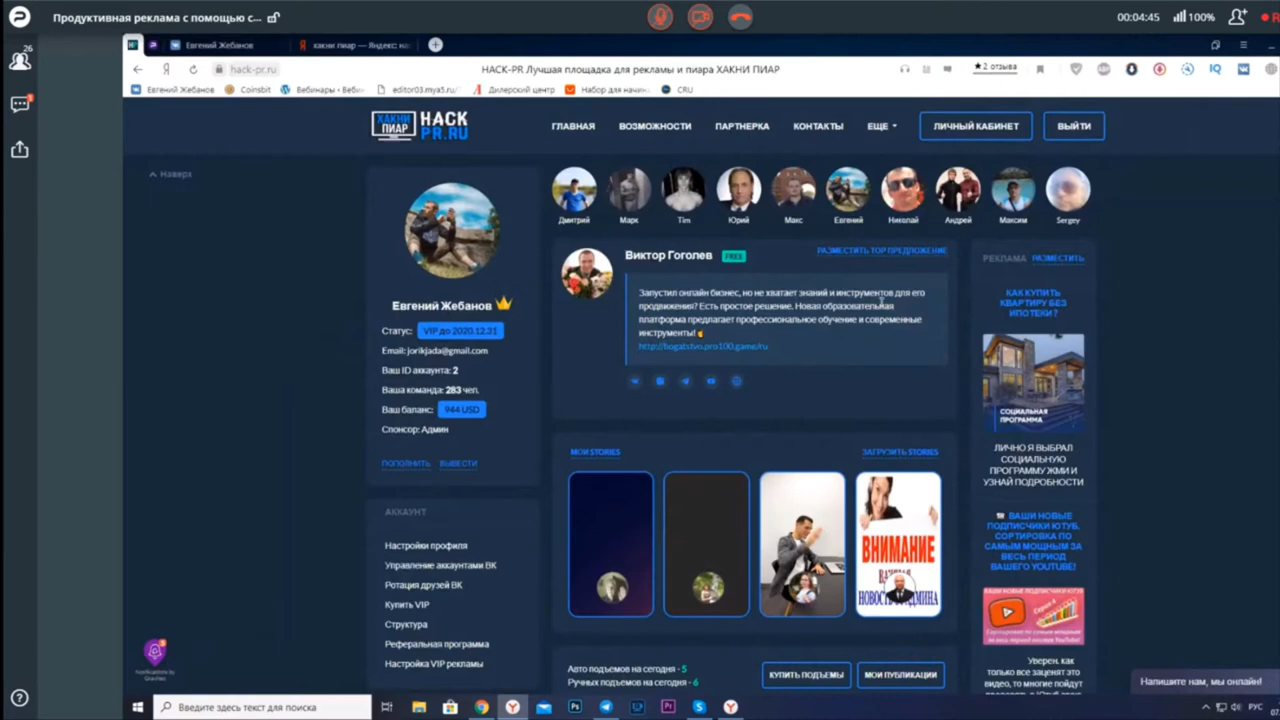 Продуктивная реклама с помощью с...
00:04:45
100%
26
Евгений Жебанов
хакни пиар — Яндекс: на
hack-pr.ru
HACK-PR Лучшая площадка для рекламы и пиара ХАКНИ ПИАР
★ 2 отзыва
Евгений Жебанов
Coinsbit
Вебинары - Веби
editor03.mya5.ru/
Дилерский центр
Набор для начин
CRU
ХАКНИ ПИАР
HACK PR.RU
ГЛАВНАЯ
ВОЗМОЖНОСТИ
ПАРТНЕРКА
КОНТАКТЫ
ЕЩЕ
ЛИЧНЫЙ КАБИНЕТ
ВЫЙТИ
Наверх
Дмитрий
Марк
Tim
Юрий
Макс
Евгений
Николай
Андрей
Максим
Sergey
Евгений Жебанов
Статус: VIP до 2020.12.31
Email: jorikjada@gmail.com
Ваш ID аккаунта: 2
Ваша команда: 283 чел.
Ваш баланс: 944 USD
Спонсор: Админ
ПОПОЛНИТЬ
ВЫВЕСТИ
АККАУНТ
Настройки профиля
Управление аккаунтами ВК
Ротация друзей ВК
Купить VIP
Структура
Реферальная программа
Настройка VIP рекламы
Виктор Гоголев FREE
РАЗМЕСТИТЬ TOP ПРЕДЛОЖЕНИЕ
Запустил онлайн бизнес, но не хватает знаний и инструментов для его
продвижения? Есть простое решение. Новая образовательная
платформа предлагает профессиональное обучение и современные
инструменты!
http://bogatstvo.pro100.game/ru
МОИ STORIES
ЗАГРУЗИТЬ STORIES
ВНИМАНИЕ
Авто подъемов на сегодня - 5
Ручных подъемов на сегодня - 6
КУПИТЬ ПОДЪЕМЫ
МОИ ПУБЛИКАЦИИ
РЕКЛАМА
РАЗМЕСТИТЬ
КАК КУПИТЬ
КВАРТИРУ БЕЗ
ИПОТЕКИ?
СОЦИАЛЬНАЯ
ПРОГРАММА
ЛИЧНО Я ВЫБРАЛ
СОЦИАЛЬНУЮ
ПРОГРАММУ ЖМИ И
УЗНАЙ ПОДРОБНОСТИ
ВАШИ НОВЫЕ
ПОДПИСЧИКИ ЮТУБ.
СОРТИРОВКА ПО
САМЫМ МОЩНЫМ ЗА
ВЕСЬ ПЕРИОД
ВАШЕГО YOUTUBE!
ВАШИ НОВЫЕ ПОДПИСЧИКИ ЮТУБ
Уверен, как
только все заценят это
видео, то многие пойдут
Напишите нам, мы онлайн!
Введите здесь текст для поиска
РУС